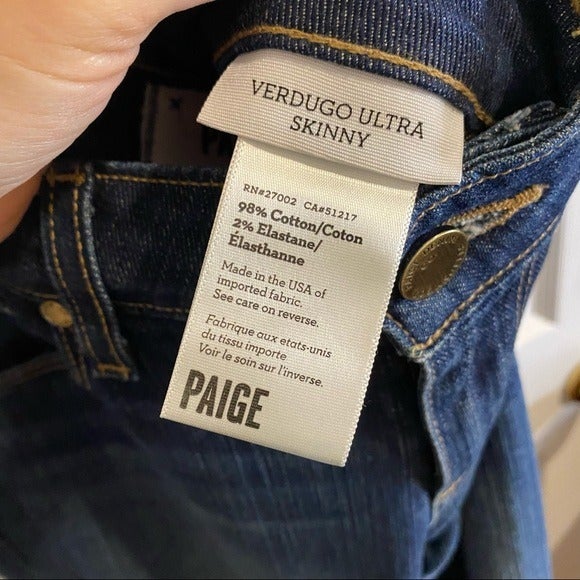 VERDUGO ULTRA
SKINNY
RN#27002 CA#51217
98% Cotton/Coton
2% Elastane/
Élasthanne
Made in the USA of
imported fabric.
See care on reverse.
Fabrique aux etats-unis
du tissu importe
Voir le soin sur l'inverse.
PAIGE